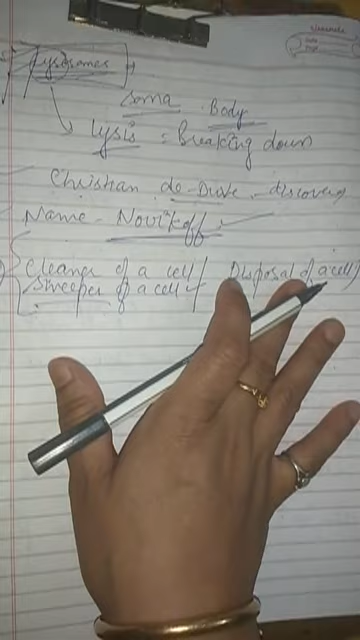 Lysosomes
soma Body
Lysis = Breaking down
Christian de-Duve - discovery
Name - Novikoff
Cleaner of a cell / Disposal of a cell
Sweeper of a cell